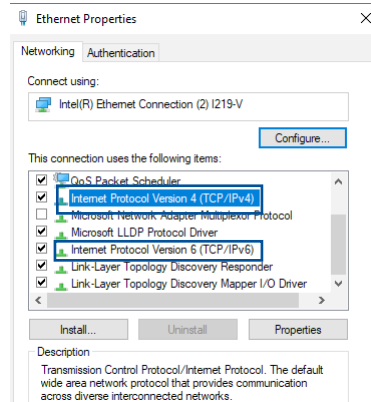 Ethernet Properties
Networking
Authentication
Connect using:
Intel(R) Ethernet Connection (2) I219-V
Configure...
This connection uses the following items:
QoS Packet Scheduler
Internet Protocol Version 4 (TCP/IPv4)
Microsoft Network Adapter Multiplexor Protocol
Microsoft LLDP Protocol Driver
Internet Protocol Version 6 (TCP/IPv6)
Link-Layer Topology Discovery Responder
Link-Layer Topology Discovery Mapper I/O Driver
Install...
Uninstall
Properties
Description
Transmission Control Protocol/Internet Protocol. The default
wide area network protocol that provides communication
across diverse interconnected networks.